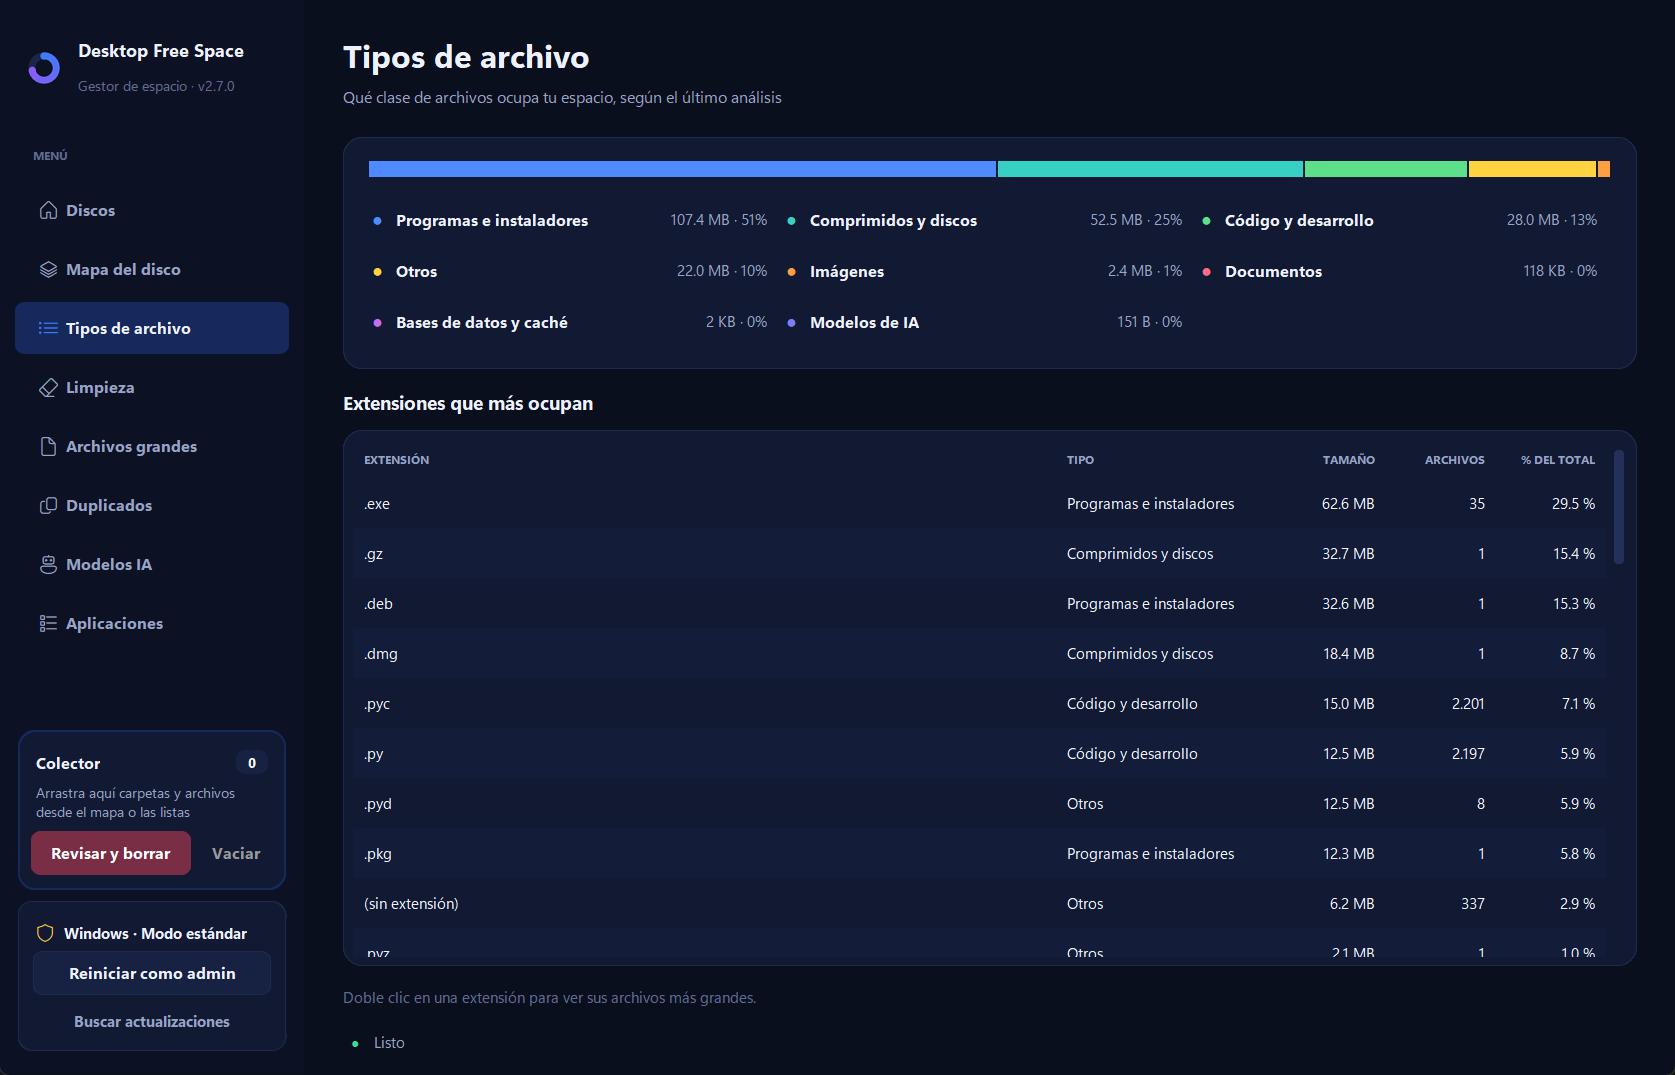 Desktop Free Space
Gestor de espacio · v2.7.0
MENÚ
Discos
Mapa del disco
Tipos de archivo
Limpieza
Archivos grandes
Duplicados
Modelos IA
Aplicaciones
Colector 0
Arrastra aquí carpetas y archivos
desde el mapa o las listas
Revisar y borrar Vaciar
Windows · Modo estándar
Reiniciar como admin
Buscar actualizaciones
Tipos de archivo
Qué clase de archivos ocupa tu espacio, según el último análisis
Programas e instaladores 107.4 MB · 51% Comprimidos y discos 52.5 MB · 25% Código y desarrollo 28.0 MB · 13%
Otros 22.0 MB · 10% Imágenes 2.4 MB · 1% Documentos 118 KB · 0%
Bases de datos y caché 2 KB · 0% Modelos de IA 151 B · 0%
Extensiones que más ocupan
EXTENSIÓN TIPO TAMAÑO ARCHIVOS % DEL TOTAL
.exe Programas e instaladores 62.6 MB 35 29.5 %
.gz Comprimidos y discos 32.7 MB 1 15.4 %
.deb Programas e instaladores 32.6 MB 1 15.3 %
.dmg Comprimidos y discos 18.4 MB 1 8.7 %
.pyc Código y desarrollo 15.0 MB 2.201 7.1 %
.py Código y desarrollo 12.5 MB 2.197 5.9 %
.pyd Otros 12.5 MB 8 5.9 %
.pkg Programas e instaladores 12.3 MB 1 5.8 %
(sin extensión) Otros 6.2 MB 337 2.9 %
.pyz Otros 2.1 MB 1 1.0 %
Doble clic en una extensión para ver sus archivos más grandes.
Listo